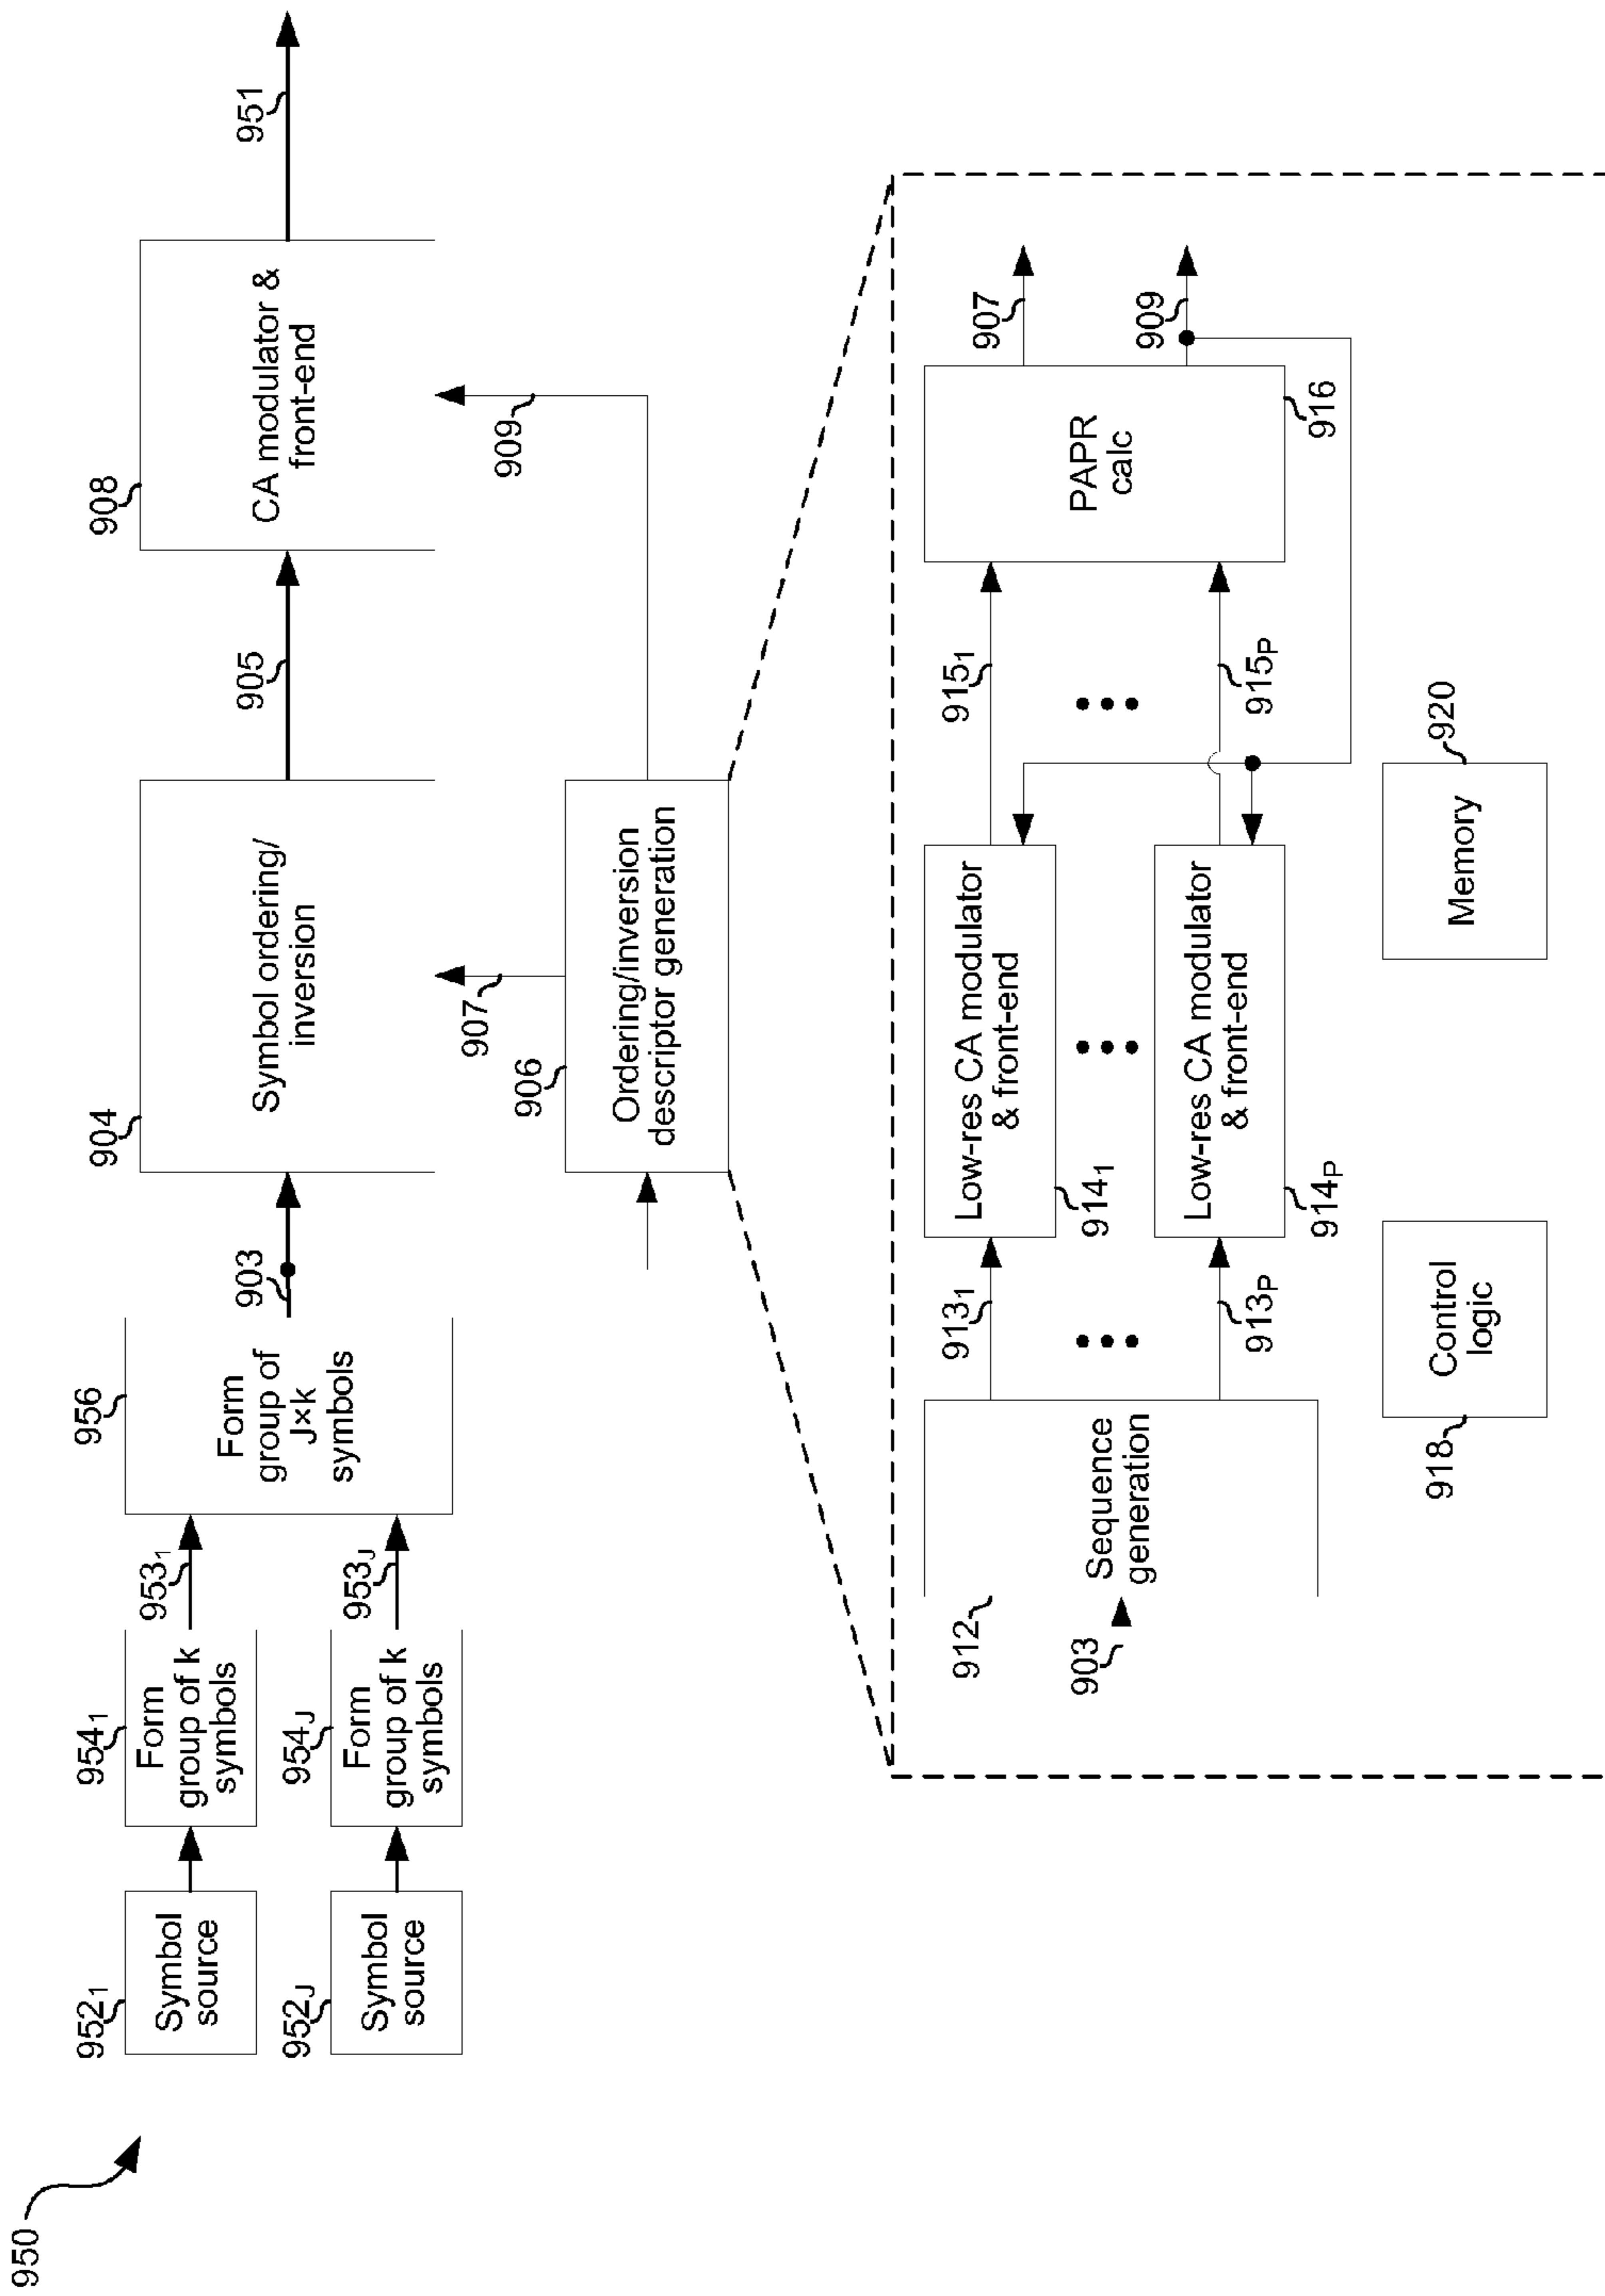 950
952₁
Symbol
source
952J
Symbol
source
954₁
Form
group of k
symbols
954J
Form
group of k
symbols
953₁
953J
956
Form
group of
J×k
symbols
903
904
Symbol ordering/
inversion
905
908
CA modulator &
front-end
951
907
909
906
Ordering/inversion
descriptor generation
912
903
Sequence
generation
913₁
913P
Low-res CA modulator
& front-end
914₁
Low-res CA modulator
& front-end
914P
915₁
915P
PAPR
calc
916
907
909
918
Control
logic
Memory
920